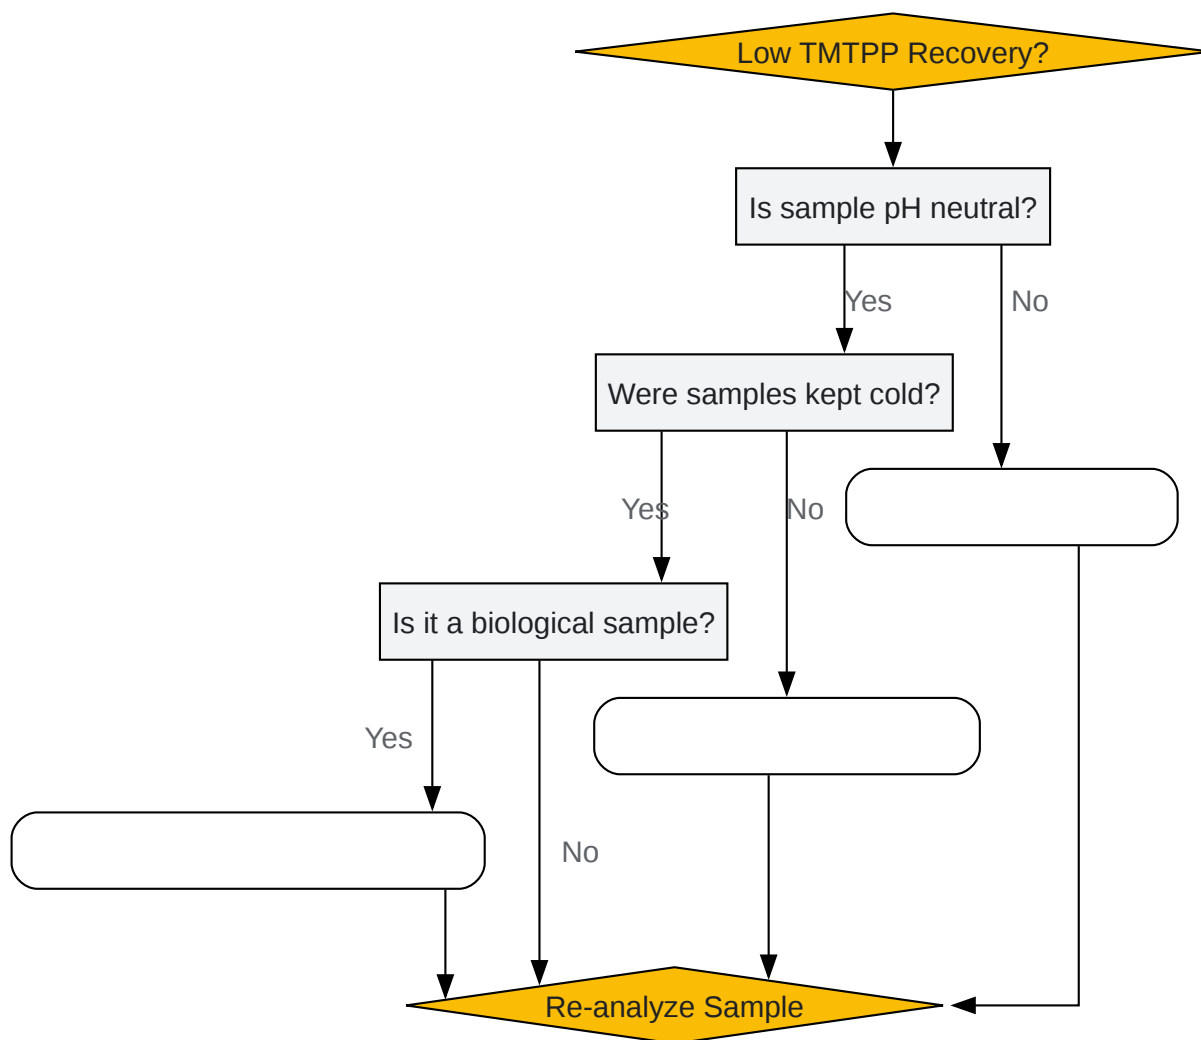 Low TMTPP Recovery?
Is sample pH neutral?
Yes
No
Were samples kept cold?
Yes
No
Is it a biological sample?
Yes
No
Re-analyze Sample